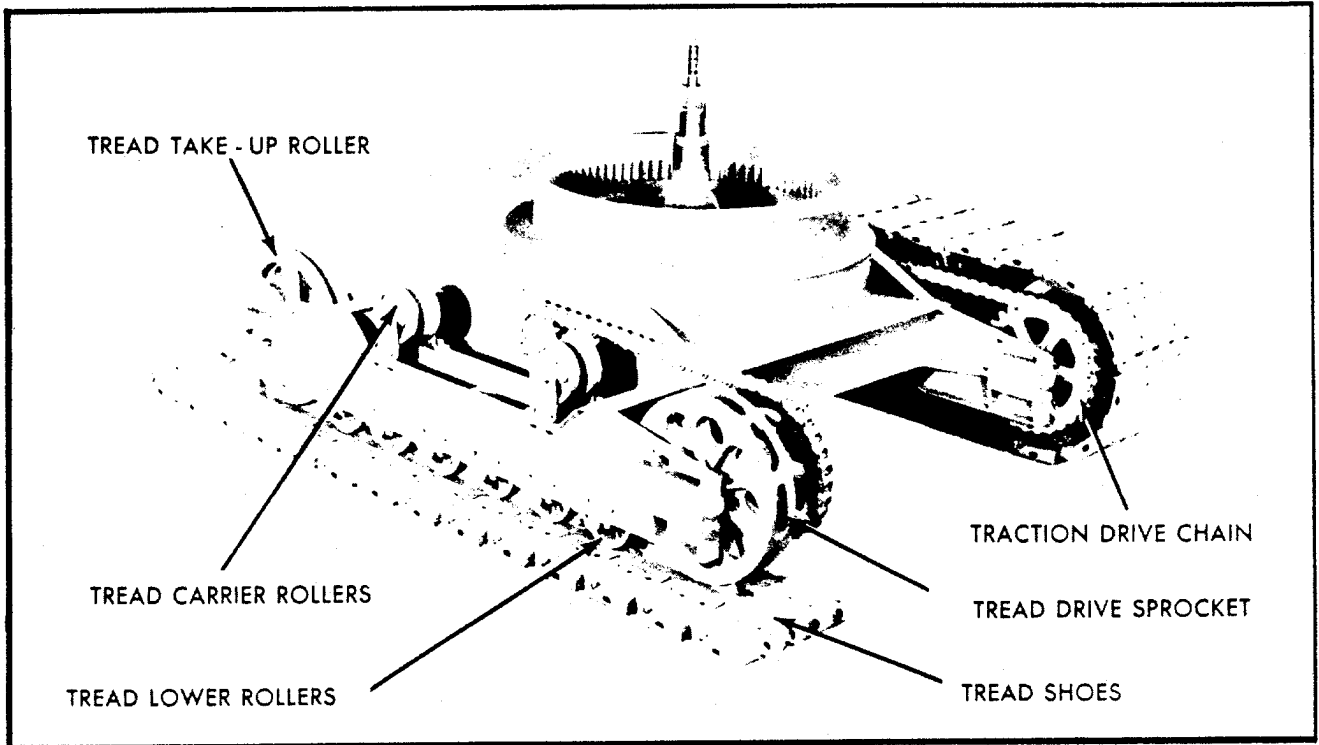 TREAD TAKE - UP ROLLER
TRACTION DRIVE CHAIN
TREAD CARRIER ROLLERS
TREAD DRIVE SPROCKET
TREAD LOWER ROLLERS
TREAD SHOES